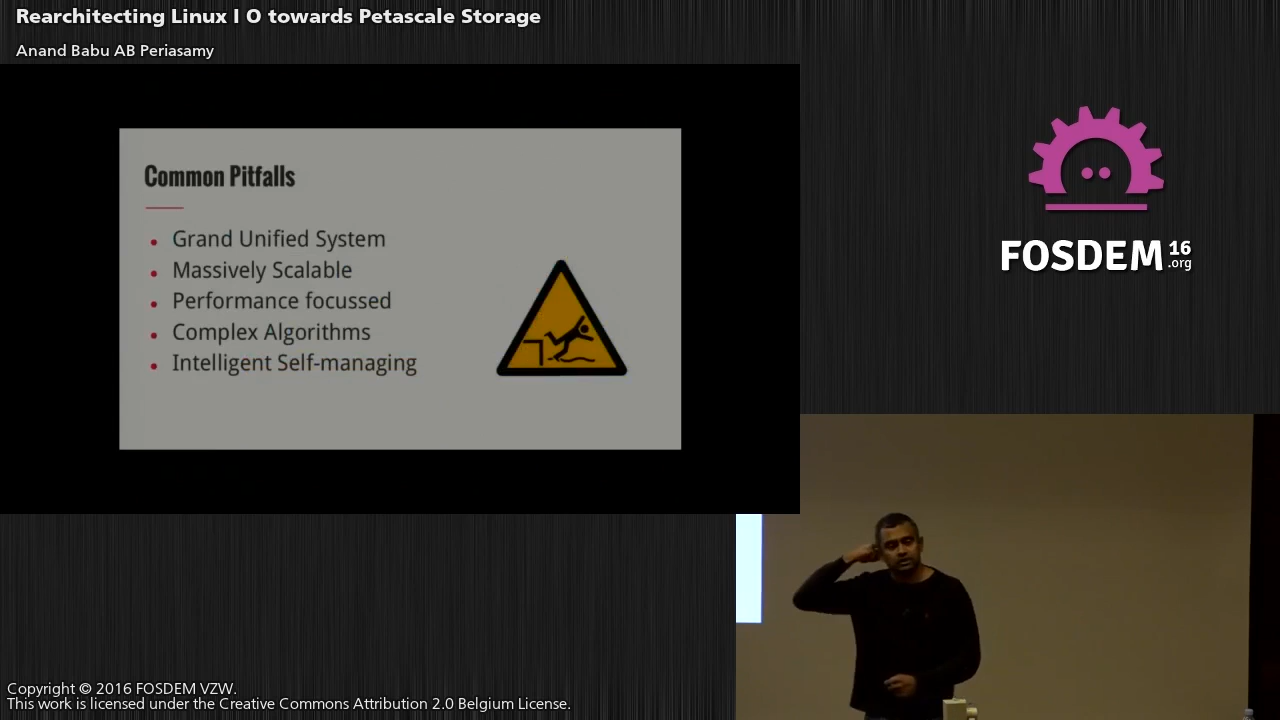 Rearchitecting Linux I O towards Petascale Storage
Anand Babu AB Periasamy
Common Pitfalls
Grand Unified System
Massively Scalable
Performance focussed
Complex Algorithms
Intelligent Self-managing
FOSDEM 16 .org
Copyright © 2016 FOSDEM VZW.
This work is licensed under the Creative Commons Attribution 2.0 Belgium License.